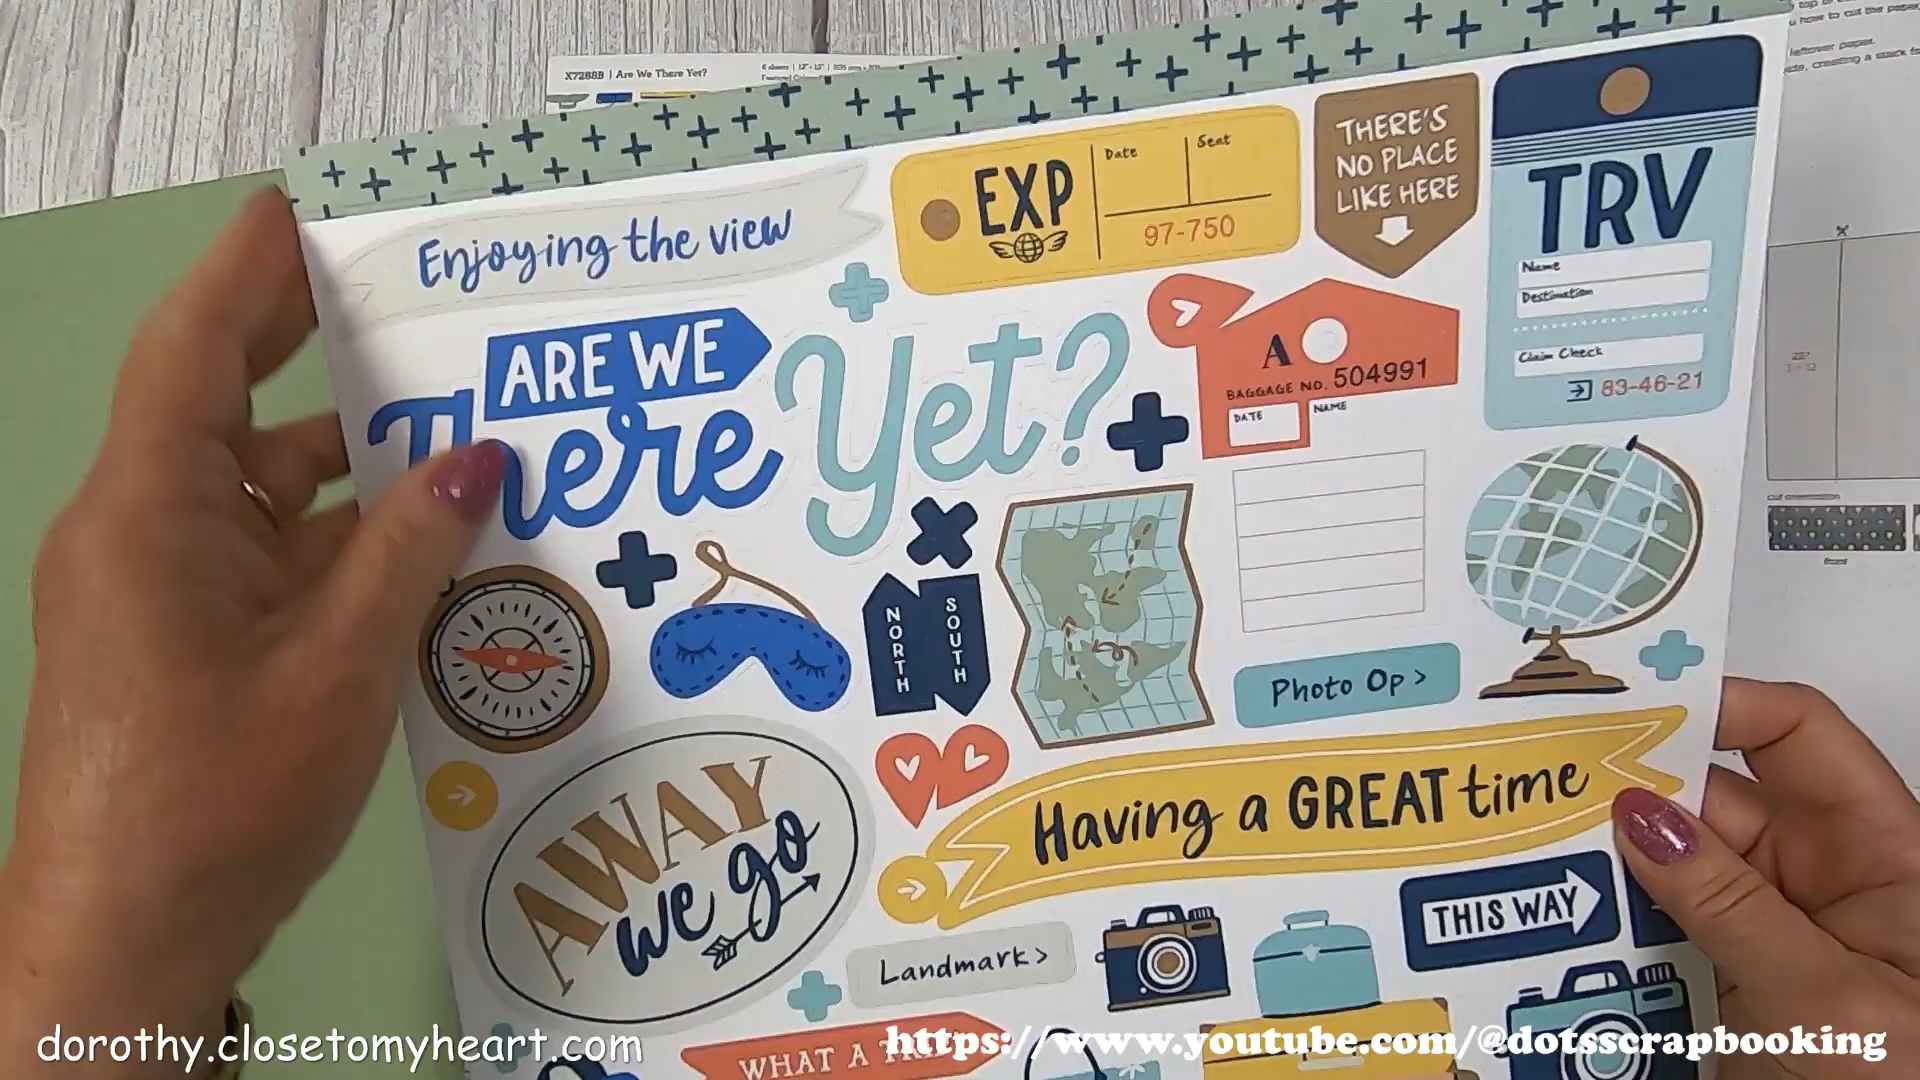 X7288B | Are We There Yet?
Enjoying the view
EXP
Date
Seat
97-750
THERE'S
NO PLACE
LIKE HERE
TRV
Name
Destination
Claim Check
83-46-21
ARE WE
There Yet?
A
BAGGAGE NO. 504991
DATE
NAME
NORTH
SOUTH
Photo Op >
AWAY
we go
Having a GREAT time
THIS WAY
Landmark >
WHAT A
dorothy.closetomyheart.com
https://www.youtube.com/@dotsscrapbooking